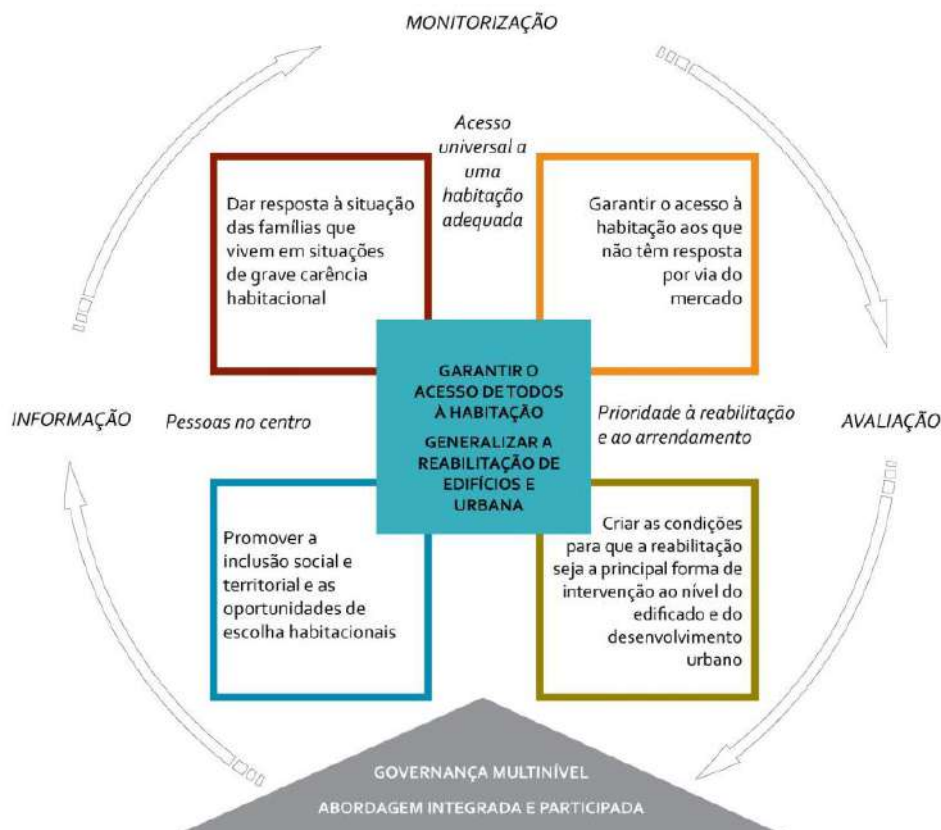 MONITORIZAÇÃO
Acesso
universal a
uma
habitação
adequada
Dar resposta à situação
das famílias que
vivem em situações
de grave carência
habitacional
Garantir o acesso à
habitação aos que
não têm resposta
por via do
mercado
INFORMAÇÃO
Pessoas no centro
GARANTIR O
ACESSO DE TODOS
À HABITAÇÃO
GENERALIZAR A
REABILITAÇÃO DE
EDIFÍCIOS E
URBANA
Prioridade à reabilitação
e ao arrendamento
AVALIAÇÃO
Promover a
inclusão social e
territorial e as
oportunidades de
escolha habitacionais
Criar as condições
para que a reabilitação
seja a principal forma de
intervenção ao nível do
edificado e do
desenvolvimento
urbano
GOVERNANÇA MULTINÍVEL
ABORDAGEM INTEGRADA E PARTICIPADA